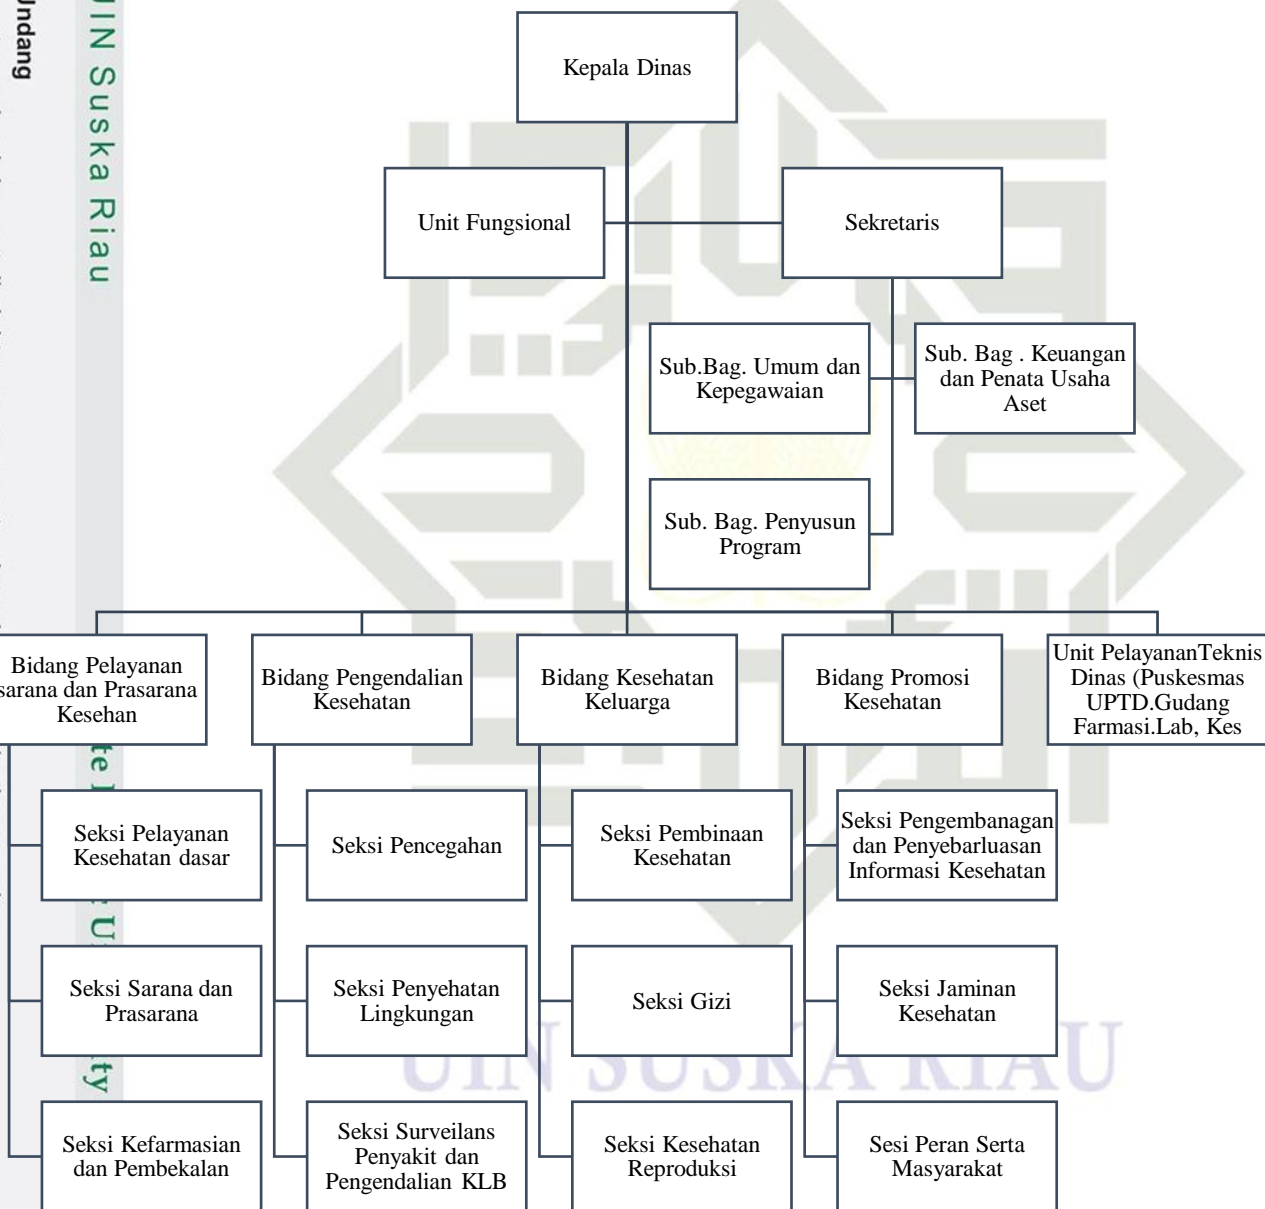 UIN Suska Riau
Undang
Kepala Dinas
Unit Fungsional
Sekretaris
Sub.Bag. Umum dan
Kepegawaian
Sub. Bag . Keuangan
dan Penata Usaha
Aset
Sub. Bag. Penyusun
Program
Bidang Pelayanan
sarana dan Prasarana
Kesehan
Bidang Pengendalian
Kesehatan
Bidang Kesehatan
Keluarga
Bidang Promosi
Kesehatan
Unit PelayananTeknis
Dinas (Puskesmas
UPTD.Gudang
Farmasi.Lab, Kes
Seksi Pelayanan
Kesehatan dasar
Seksi Pencegahan
Seksi Pembinaan
Kesehatan
Seksi Pengembanagan
dan Penyebarluasan
Informasi Kesehatan
Seksi Sarana dan
Prasarana
Seksi Penyehatan
Lingkungan
Seksi Gizi
Seksi Jaminan
Kesehatan
Seksi Kefarmasian
dan Pembekalan
Seksi Surveilans
Penyakit dan
Pengendalian KLB
Seksi Kesehatan
Reproduksi
Sesi Peran Serta
Masyarakat
UIN SUSKA RIAU